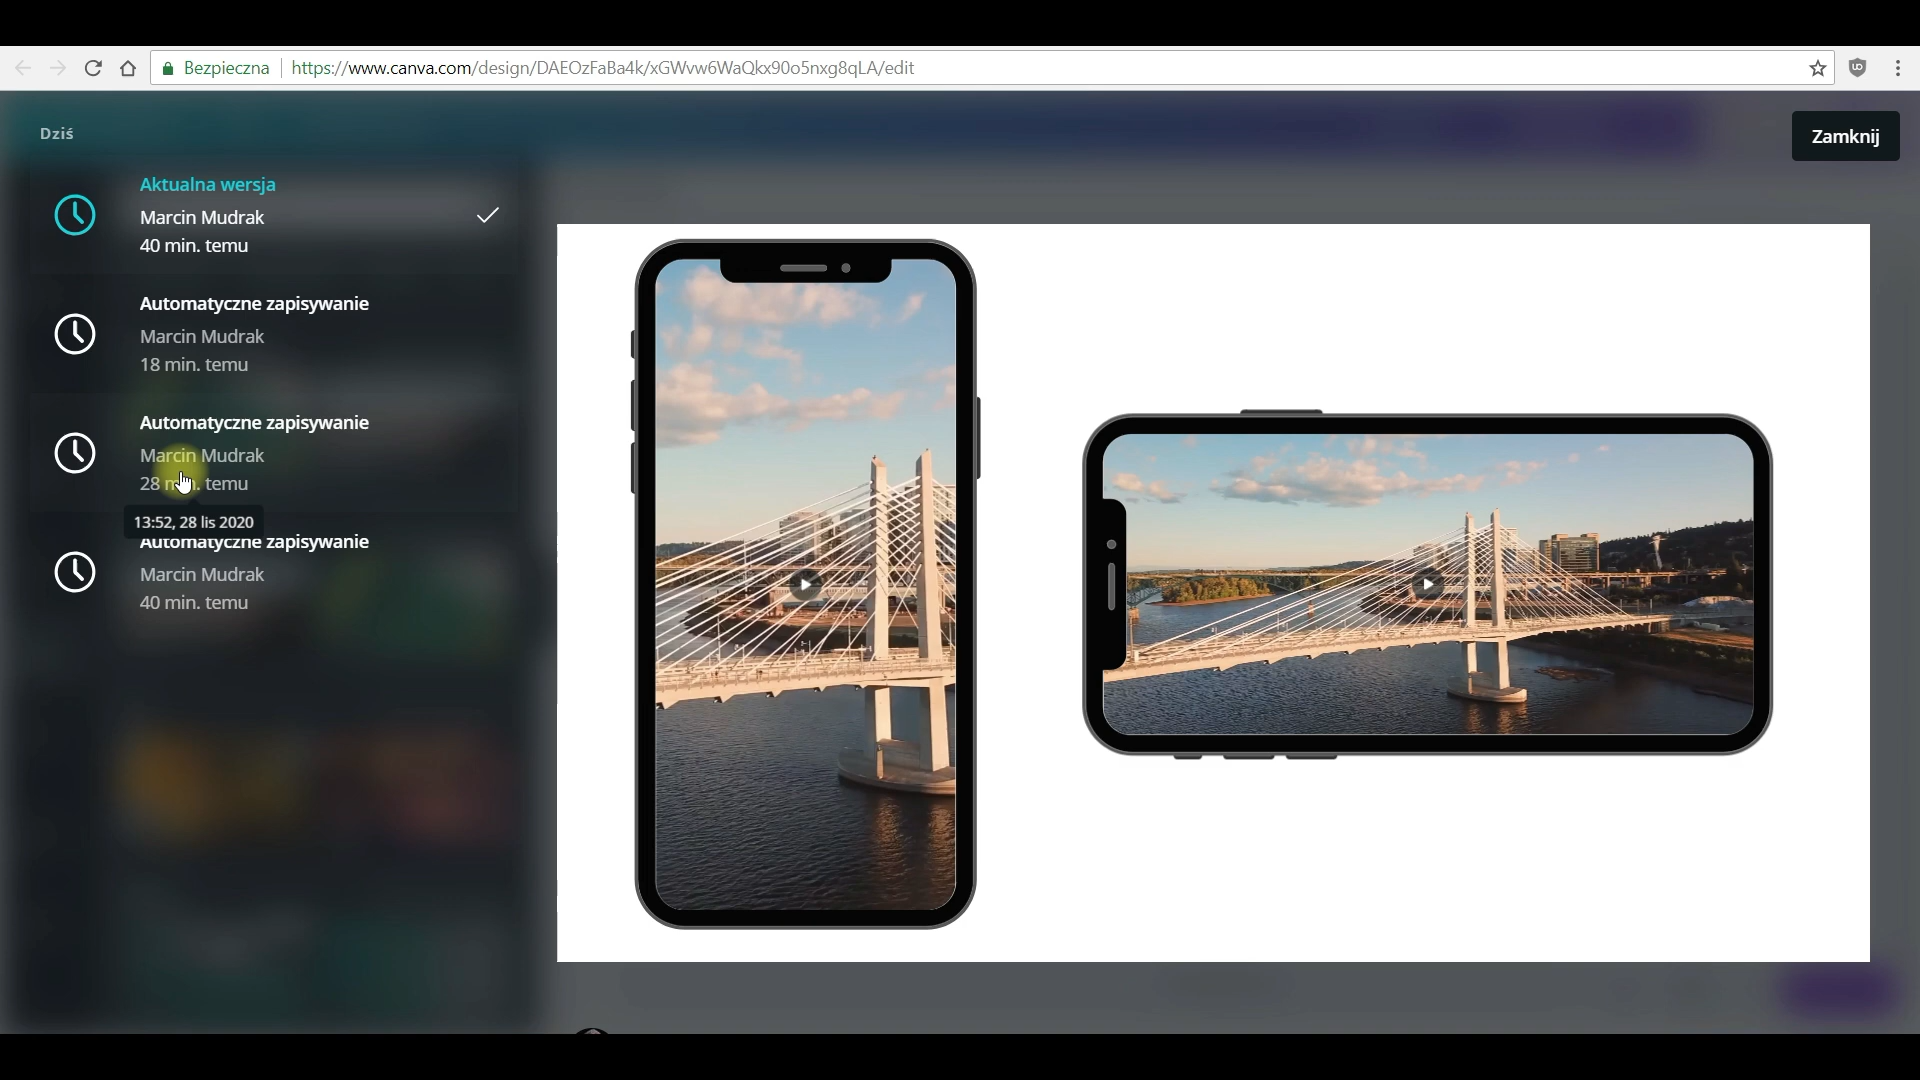 Bezpieczna
https://www.canva.com/design/DAEOzFaBa4k/xGWvw6WaQkx90o5nxg8qLA/edit
Dziś
Zamknij
Aktualna wersja
Marcin Mudrak
40 min. temu
Automatyczne zapisywanie
Marcin Mudrak
18 min. temu
Automatyczne zapisywanie
Marcin Mudrak
28 min. temu
13:52, 28 lis 2020
Automatyczne zapisywanie
Marcin Mudrak
40 min. temu